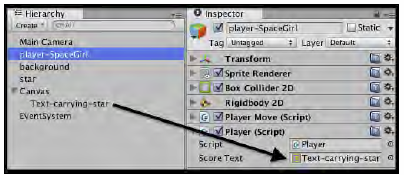 Hierarchy
Create
Main Camera
player-SpaceGirl
background
star
Canvas
Text-carrying-star
EventSystem
Inspector
player-SpaceGirl Static
Tag Untagged Layer Default
Transform
Sprite Renderer
Box Collider 2D
Rigidbody 2D
Player Move (Script)
Player (Script)
Script Player
Score Text Text-carrying-star